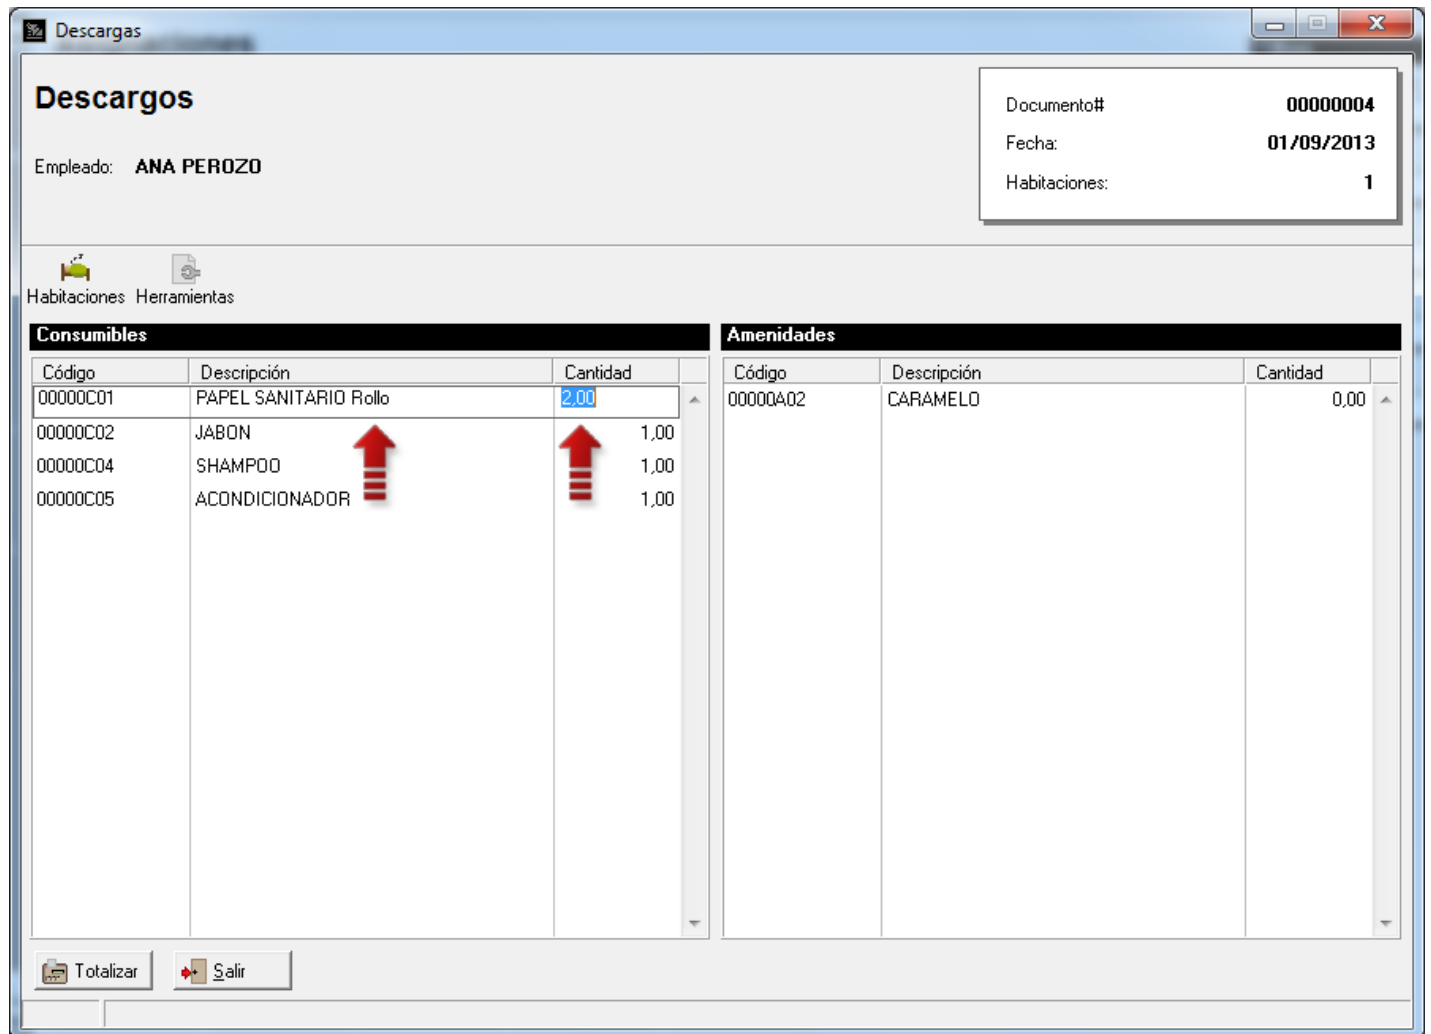 Descargas
Descargos
Empleado: ANA PEROZO
Documento# 00000004
Fecha: 01/09/2013
Habitaciones: 1
Habitaciones Herramientas
Consumibles
Código Descripción Cantidad
00000C01 PAPEL SANITARIO Rollo 2,00
00000C02 JABON 1,00
00000C04 SHAMPOO 1,00
00000C05 ACONDICIONADOR 1,00
Amenidades
Código Descripción Cantidad
00000A02 CARAMELO 0,00
Totalizar Salir